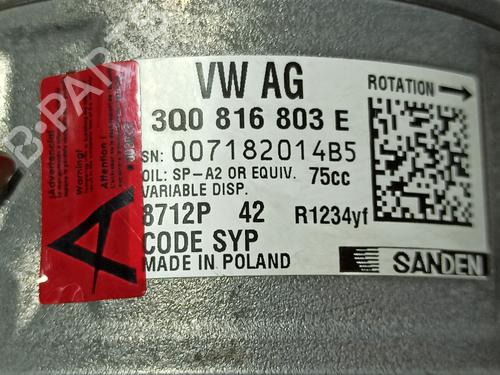 VW AG
ROTATION
3Q0 816 803 E
SN: 007182014B5
OIL: SP-A2 OR EQUIV. 75cc
VARIABLE DISP.
8712P 42 R1234yf
CODE SYP
MADE IN POLAND
SANDEN
¡Advertencia!
Warning!
Attention!
A
B-PARTS